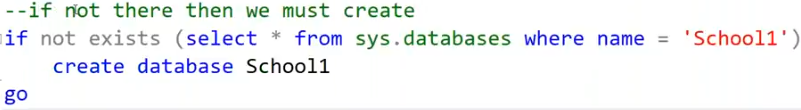 --if not there then we must create
if not exists (select * from sys.databases where name = 'School1')
    create database School1
go